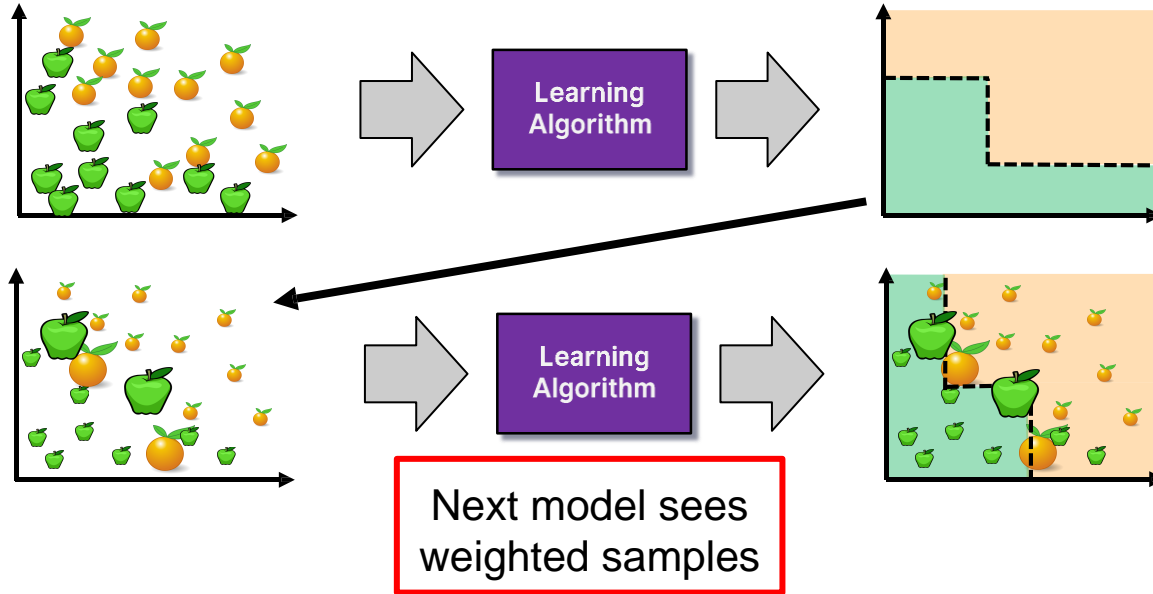 Learning
Algorithm
Learning
Algorithm
Next model sees
weighted samples